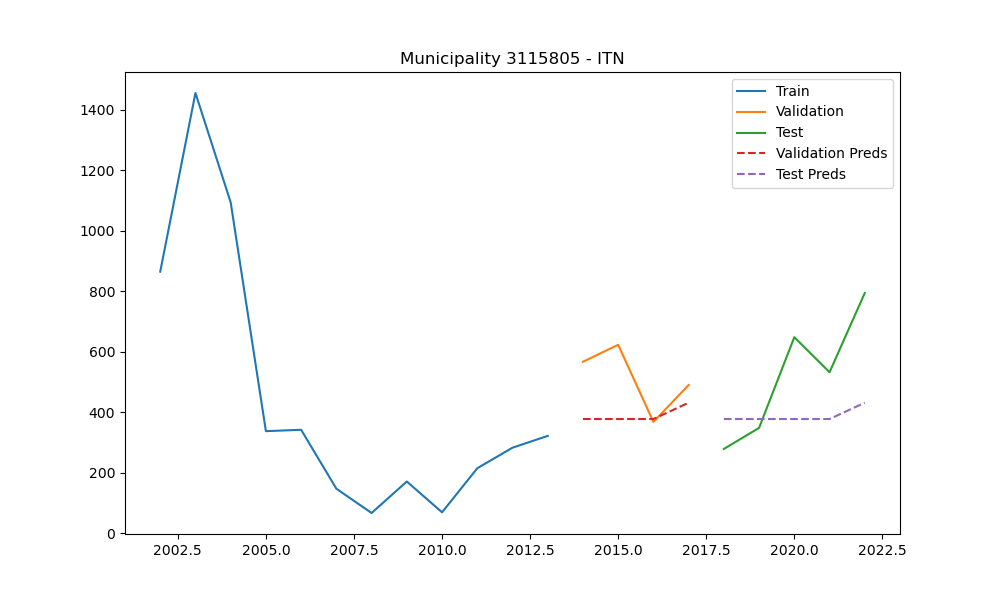 Municipality 3115805 - ITN
Train
Validation
Test
Validation Preds
Test Preds
1400
1200
1000
800
600
400
200
0
2002.5 2005.0 2007.5 2010.0 2012.5 2015.0 2017.5 2020.0 2022.5